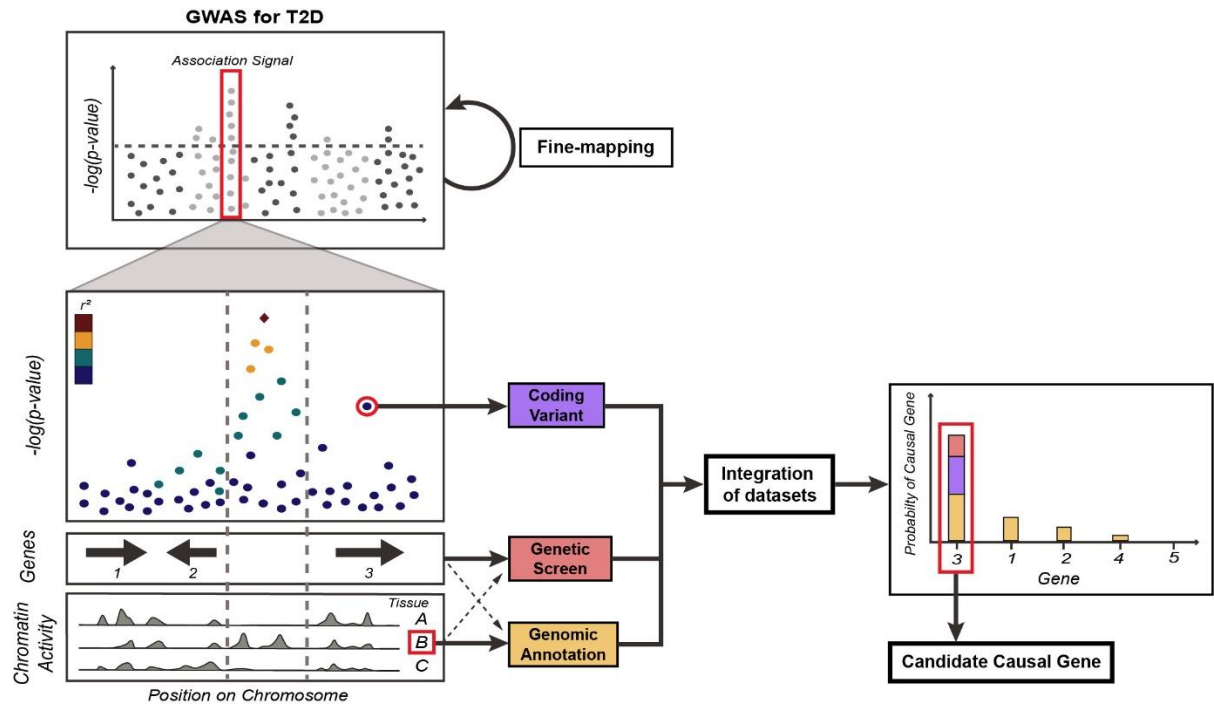 GWAS for T2D
Association Signal
-log(p-value)
Fine-mapping
r²
-log(p-value)
Coding
Variant
Integration
of datasets
Probabilty of Causal Gene
3 1 2 4 5
Gene
Genes
1 2 3
Genetic
Screen
Chromatin
Activity
Tissue
A
B
C
Genomic
Annotation
Candidate Causal Gene
Position on Chromosome